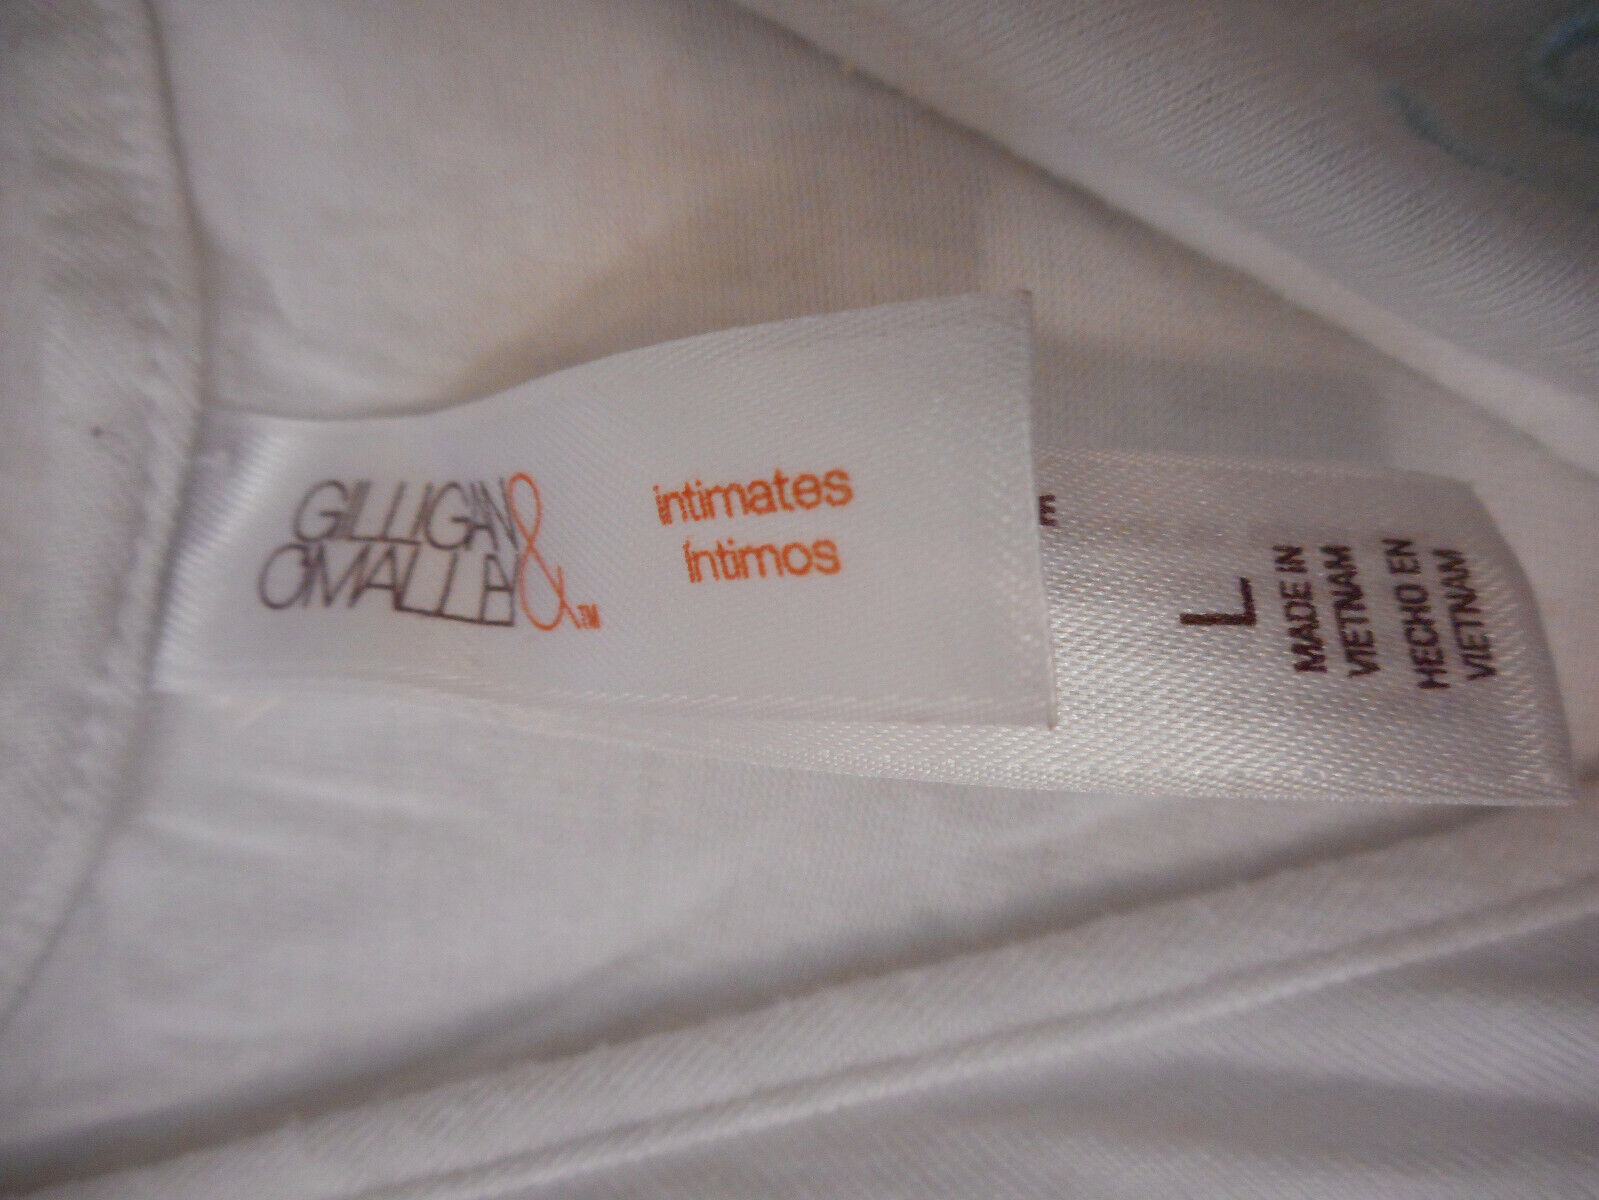 GILLIGAN &
O'MALLEY TM
intimates
íntimos
L
MADE IN
VIETNAM
HECHO EN
VIETNAM